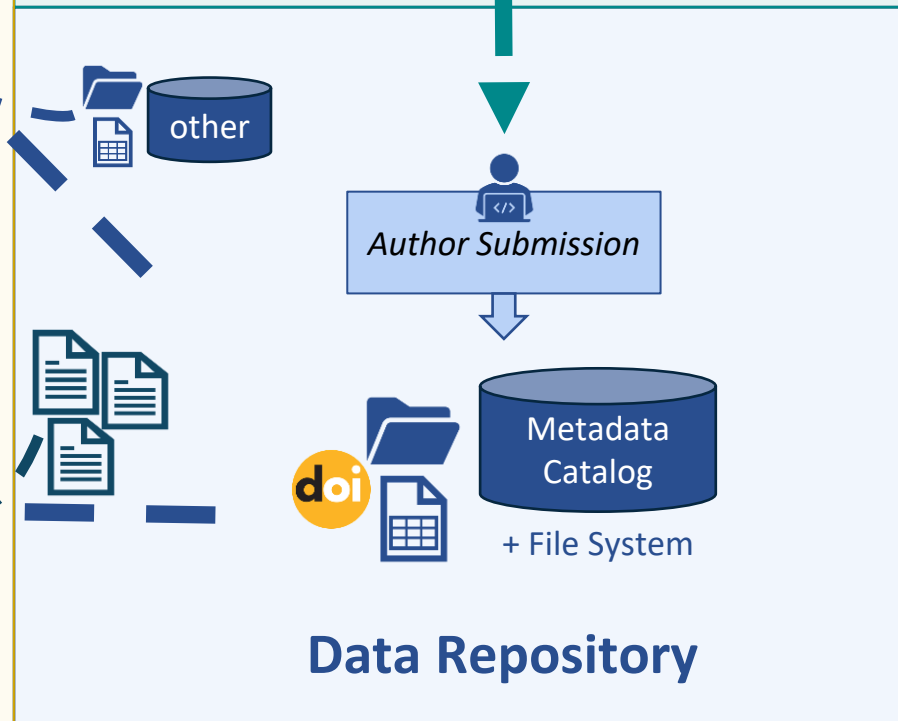 other
</>
Author Submission
Metadata
Catalog
doi
+ File System
Data Repository